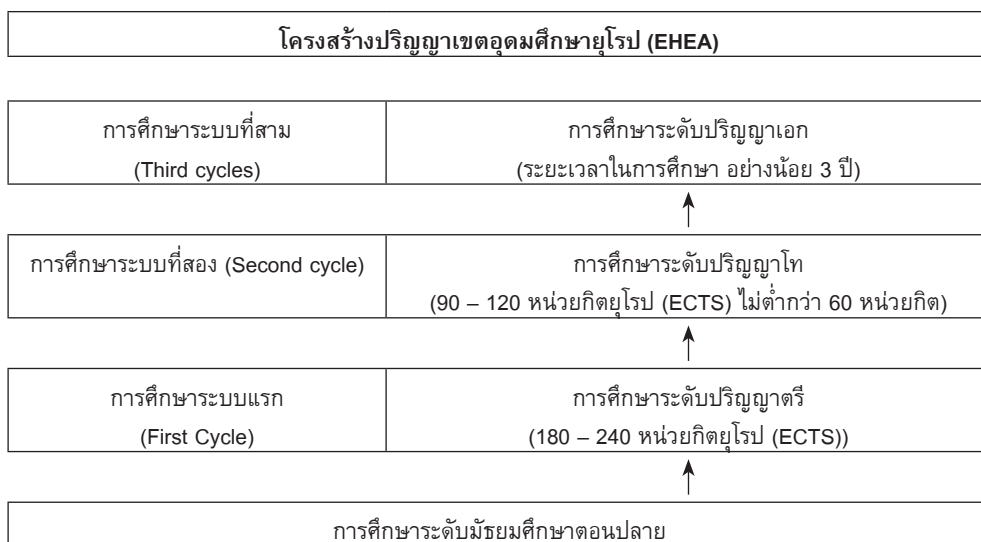 โครงสร้างปริญญาเขตอุดมศึกษายุโรป (EHEA)
การศึกษาระบบที่สาม
(Third cycles)
การศึกษาระดับปริญญาเอก
(ระยะเวลาในการศึกษา อย่างน้อย 3 ปี)
การศึกษาระบบที่สอง (Second cycle)
การศึกษาระดับปริญญาโท
(90 – 120 หน่วยกิตยุโรป (ECTS) ไม่ต่ำกว่า 60 หน่วยกิต)
การศึกษาระบบแรก
(First Cycle)
การศึกษาระดับปริญญาตรี
(180 – 240 หน่วยกิตยุโรป (ECTS))
การศึกษาระดับมัธยมศึกษาตอนปลาย